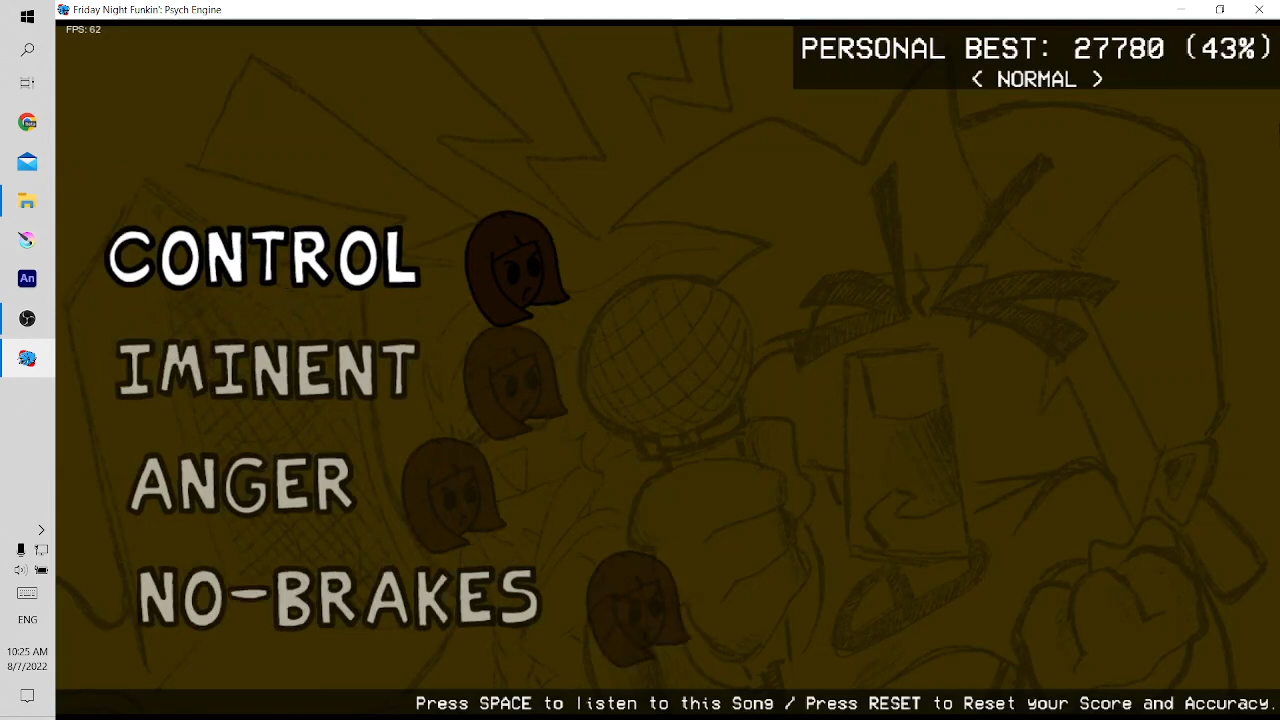 Friday Night Funkin': Psych Engine
FPS: 62
PERSONAL BEST: 27780 (43%)
< NORMAL >
CONTROL
IMINENT
ANGER
NO-BRAKES
An
ENG
10:25 AM
8/7/2022
Press SPACE to listen to this Song / Press RESET to Reset your Score and Accuracy.